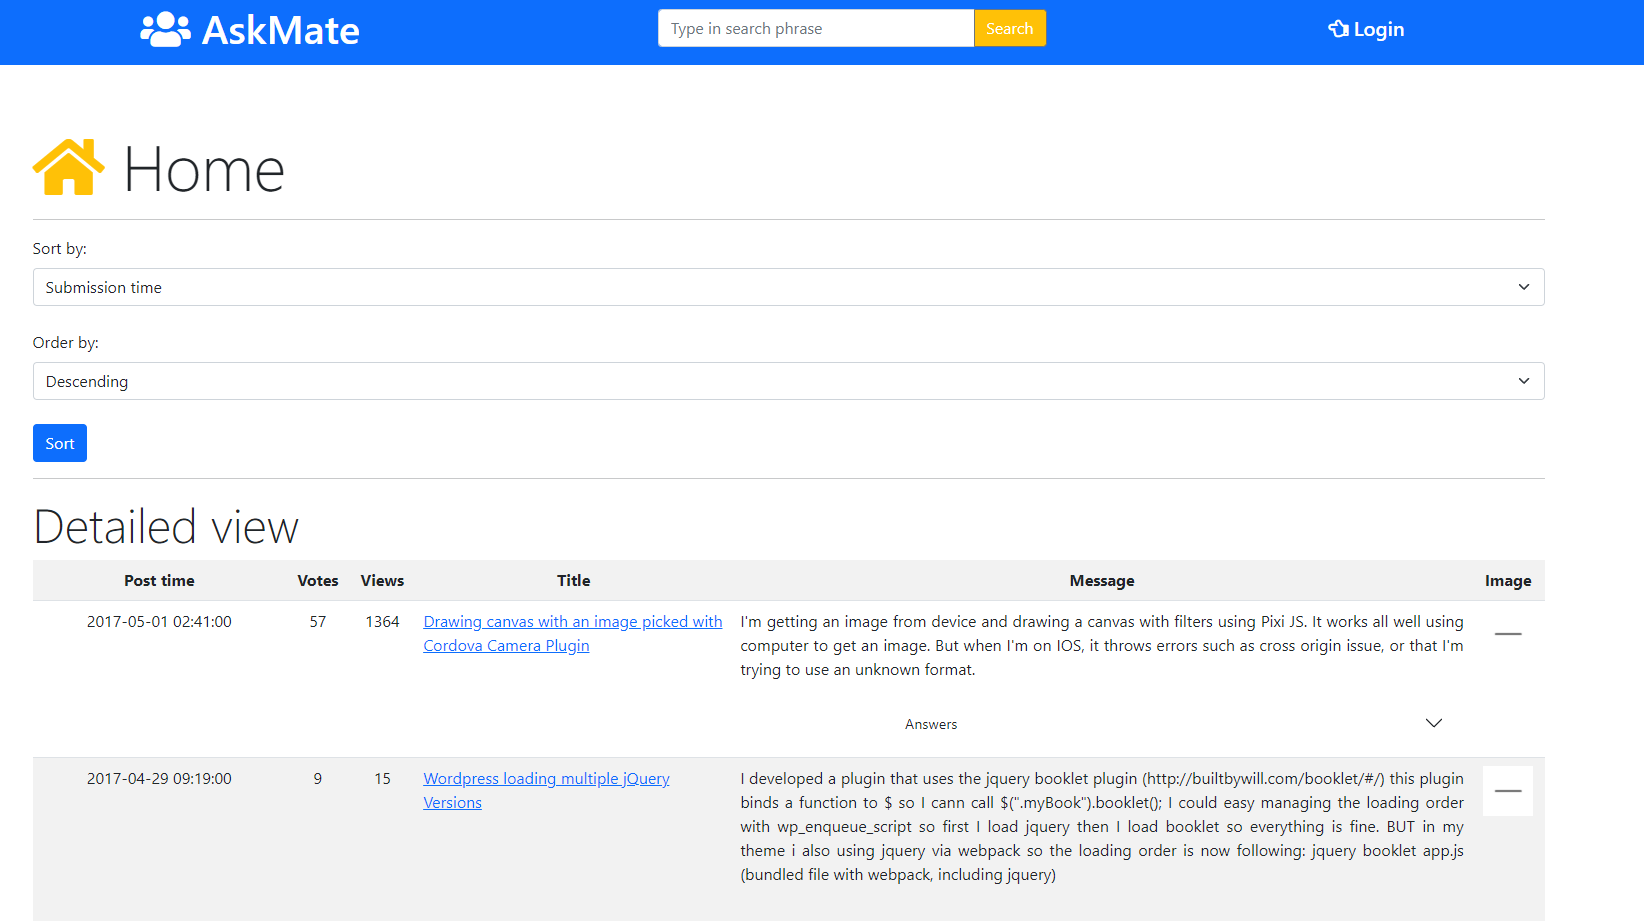 AskMate
Type in search phrase
Search
Login
Home
Sort by:
Submission time
Order by:
Descending
Sort
Detailed view
Post time Votes Views Title Message Image
2017-05-01 02:41:00 57 1364 Drawing canvas with an image picked with I'm getting an image from device and drawing a canvas with filters using Pixi JS. It works all well using
Cordova Camera Plugin computer to get an image. But when I'm on IOS, it throws errors such as cross origin issue, or that I'm
trying to use an unknown format.
Answers
2017-04-29 09:19:00 9 15 Wordpress loading multiple jQuery I developed a plugin that uses the jquery booklet plugin (http://builtbywill.com/booklet/#/) this plugin
Versions binds a function to $ so I cann call $(".myBook").booklet(); I could easy managing the loading order
with wp_enqueue_script so first I load jquery then I load booklet so everything is fine. BUT in my
theme i also using jquery via webpack so the loading order is now following: jquery booklet app.js
(bundled file with webpack, including jquery)